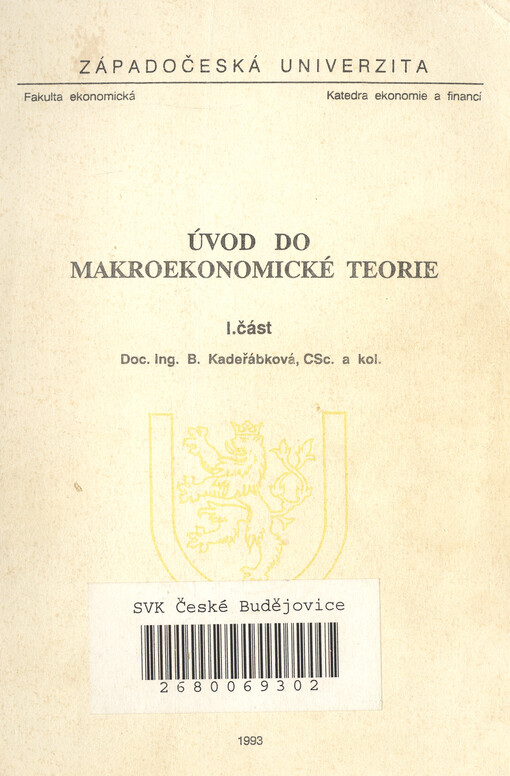 ZÁPADOČESKÁ UNIVERZITA
Fakulta ekonomická Katedra ekonomie a financí
ÚVOD DO
MAKROEKONOMICKÉ TEORIE
I.část
Doc. Ing. B. Kadeřábková, CSc. a kol.
SVK České Budějovice
2680069302
1993